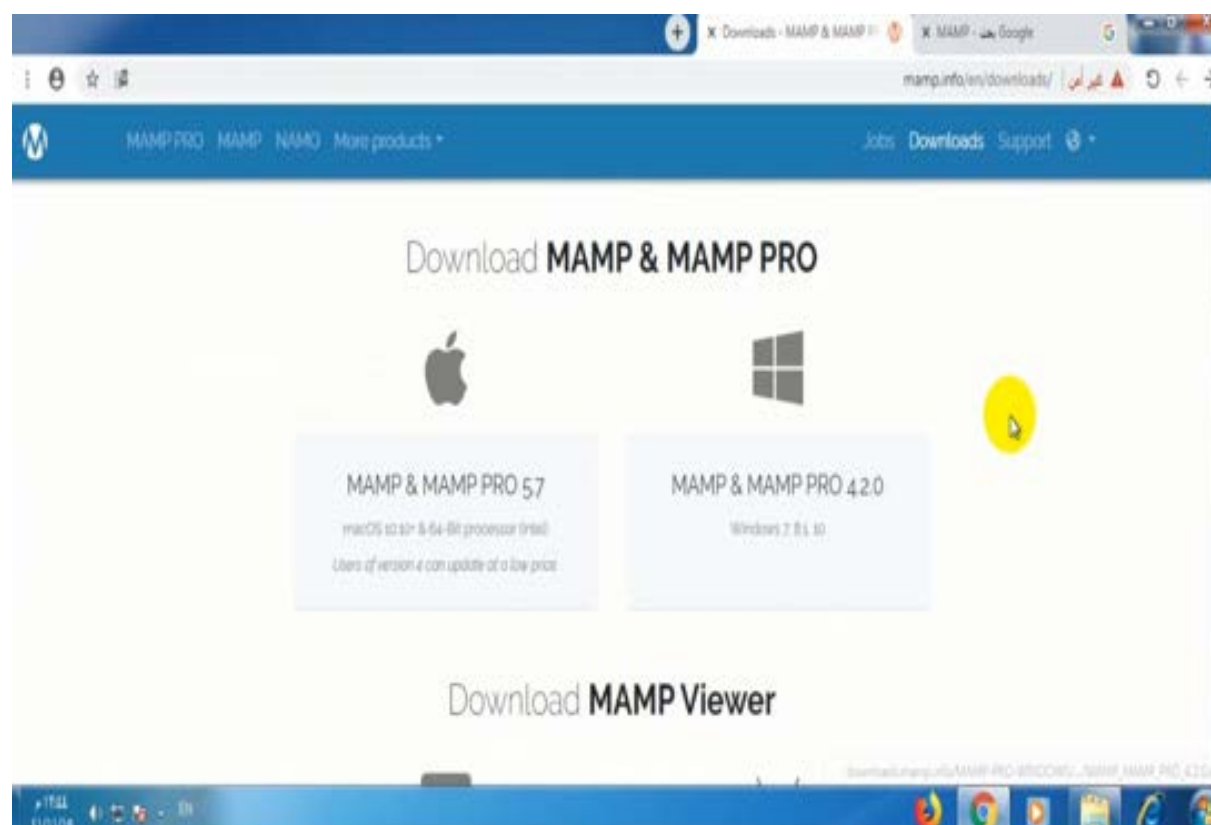 Downloads - MAMP & MAMP
MAMP - بحث Google
mamp.info/en/downloads/
غير آمن
MAMP PRO MAMP NAMO More products
Jobs Downloads Support
Download MAMP & MAMP PRO
MAMP & MAMP PRO 5.7
macOS 10.10+ & 64-Bit processor (Intel)
Users of version 4 can update at a low price
MAMP & MAMP PRO 4.2.0
Windows 7, 8.1, 10
Download MAMP Viewer
EN